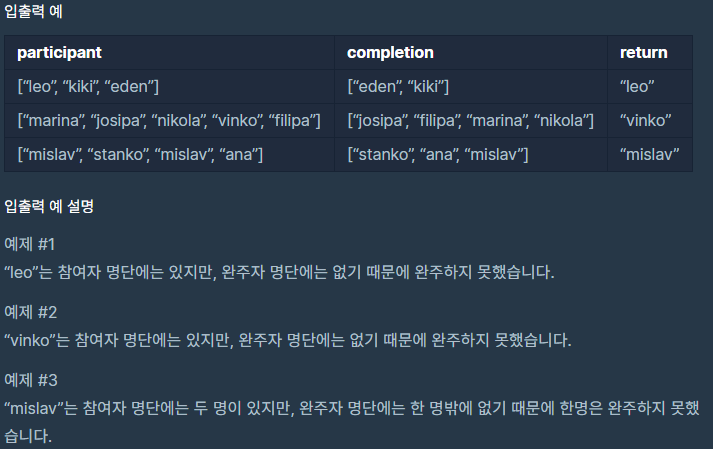 입출력 예
participant completion return
[“leo”, “kiki”, “eden”] [“eden”, “kiki”] “leo”
[“marina”, “josipa”, “nikola”, “vinko”, “filipa”] [“josipa”, “filipa”, “marina”, “nikola”] “vinko”
[“mislav”, “stanko”, “mislav”, “ana”] [“stanko”, “ana”, “mislav”] “mislav”
입출력 예 설명
예제 #1
“leo”는 참여자 명단에는 있지만, 완주자 명단에는 없기 때문에 완주하지 못했습니다.
예제 #2
“vinko”는 참여자 명단에는 있지만, 완주자 명단에는 없기 때문에 완주하지 못했습니다.
예제 #3
“mislav”는 참여자 명단에는 두 명이 있지만, 완주자 명단에는 한 명밖에 없기 때문에 한명은 완주하지 못했
습니다.